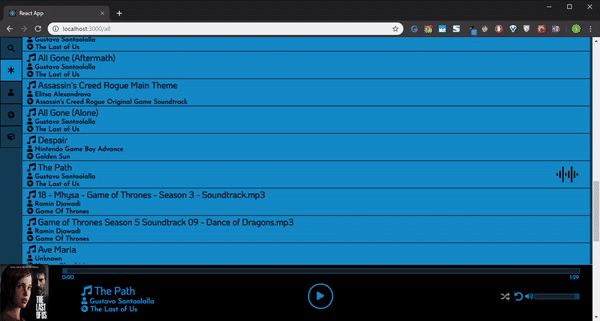 React App
localhost:3000/all
Gustavo Santaolalla
The Last of Us
All Gone (Aftermath)
Gustavo Santaolalla
The Last of Us
Assassin's Creed Rogue Main Theme
Elitsa Alexandrova
Assassin's Creed Rogue Original Game Soundtrack
All Gone (Alone)
Gustavo Santaolalla
The Last of Us
Despair
Nintendo Game Boy Advance
Golden Sun
The Path
Gustavo Santaolalla
The Last of Us
18 - Mhysa - Game of Thrones - Season 3 - Soundtrack.mp3
Ramin Djawadi
Game Of Thrones
Game of Thrones Season 5 Soundtrack 09 - Dance of Dragons.mp3
Ramin Djawadi
Game Of Thrones
Ave Maria
Unknown
0:00
1:59
THE LAST OF US
The Path
Gustavo Santaolalla
The Last of Us